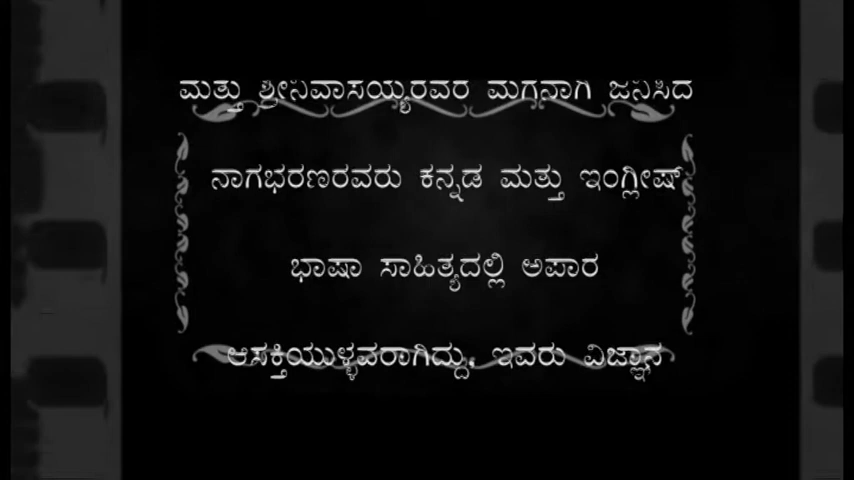 ಮತ್ತು ಶ್ರೀನಿವಾಸಯ್ಯರವರ ಮಗನಾಗಿ ಜನಿಸಿದ
ನಾಗಭರಣರವರು ಕನ್ನಡ ಮತ್ತು ಇಂಗ್ಲೀಷ್
ಭಾಷಾ ಸಾಹಿತ್ಯದಲ್ಲಿ ಅಪಾರ
ಆಸಕ್ತಿಯುಳ್ಳವರಾಗಿದ್ದು, ಇವರು ವಿಜ್ಞಾನ